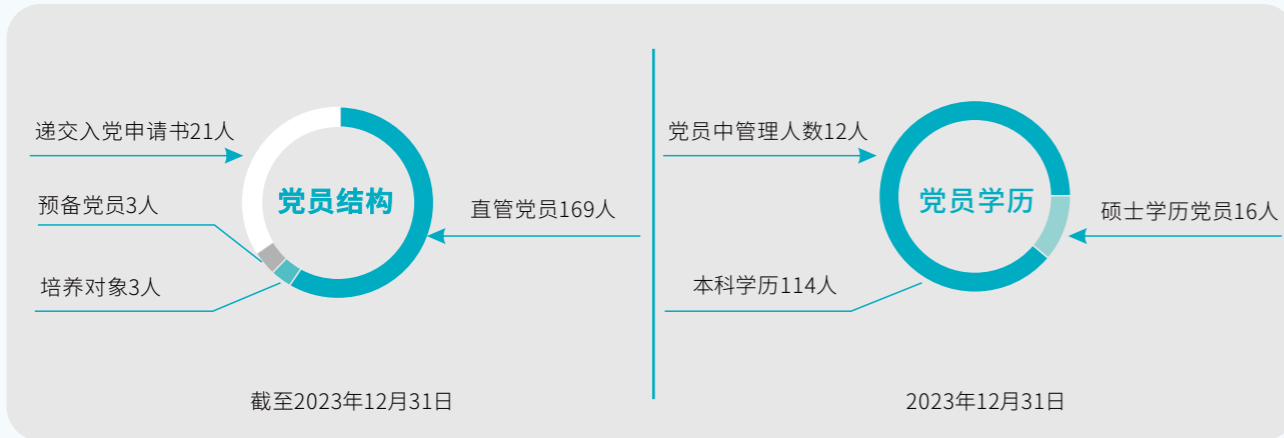 递交入党申请书21人
预备党员3人
培养对象3人
党员结构
直管党员169人
截至2023年12月31日
党员中管理人数12人
本科学历114人
党员学历
硕士学历党员16人
2023年12月31日